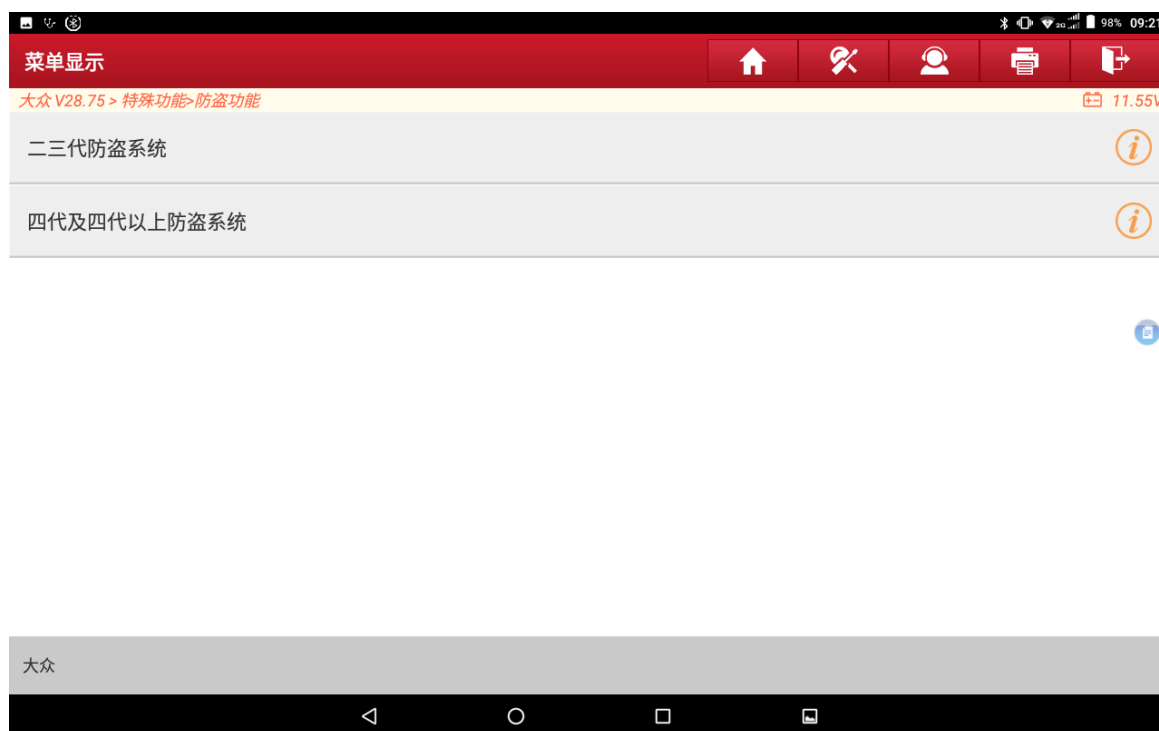 2G 98% 09:21
菜单显示
大众 V28.75 > 特殊功能>防盗功能 11.55V
二三代防盗系统
四代及四代以上防盗系统
大众